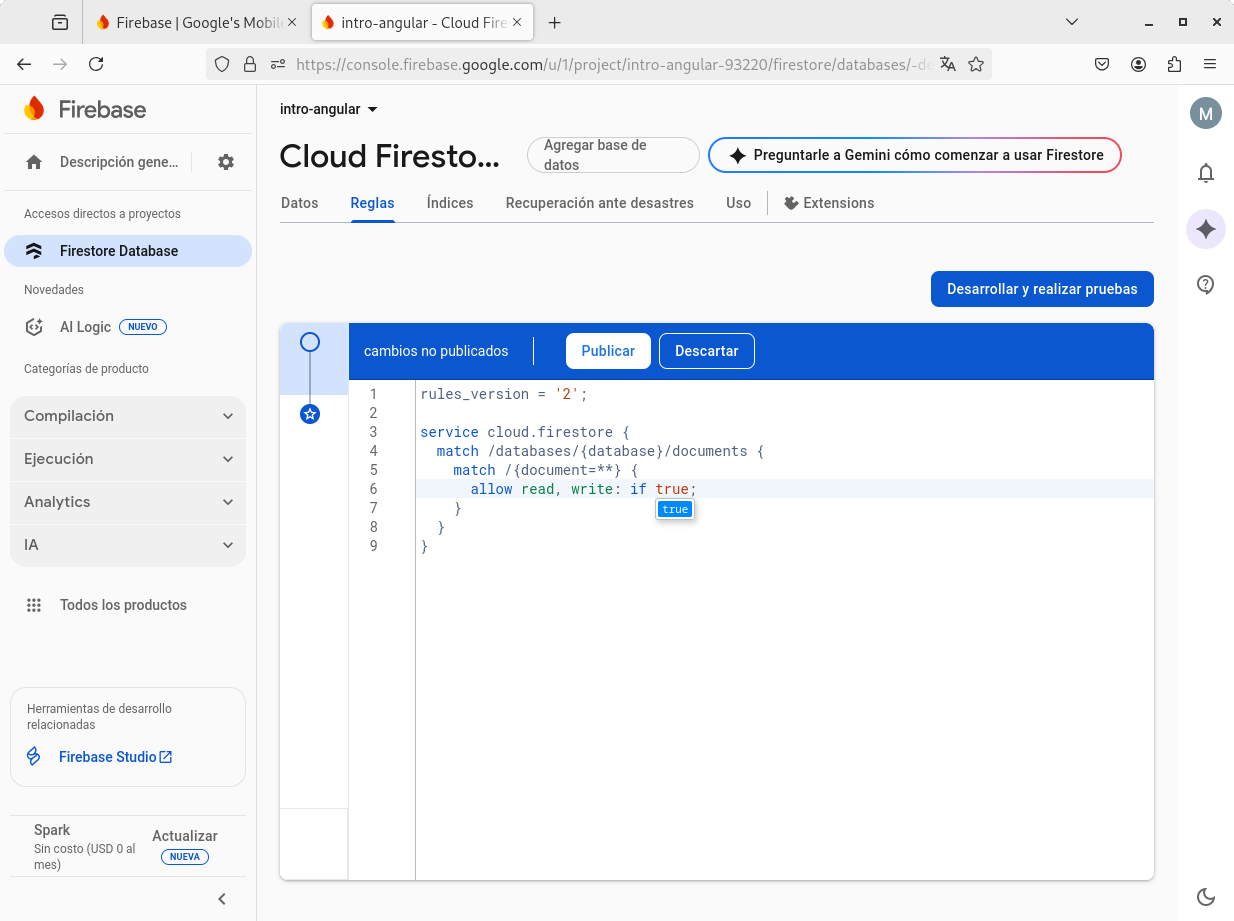 Firebase | Google's Mobil
intro-angular - Cloud Fire
https://console.firebase.google.com/u/1/project/intro-angular-93220/firestore/databases/-de
Firebase
Descripción gene...
Accesos directos a proyectos
Firestore Database
Novedades
AI Logic NUEVO
Categorías de producto
Compilación
Ejecución
Analytics
IA
Todos los productos
Herramientas de desarrollo
relacionadas
Firebase Studio
Spark
Sin costo (USD 0 al
mes)
Actualizar
NUEVA
intro-angular
Cloud Firesto...
Agregar base de
datos
Preguntarle a Gemini cómo comenzar a usar Firestore
Datos Reglas Índices Recuperación ante desastres Uso Extensions
Desarrollar y realizar pruebas
cambios no publicados Publicar Descartar
1 rules_version = '2';
2
3 service cloud.firestore {
4 match /databases/{database}/documents {
5 match /{document=**} {
6 allow read, write: if true;
true
7 }
8 }
9 }
M